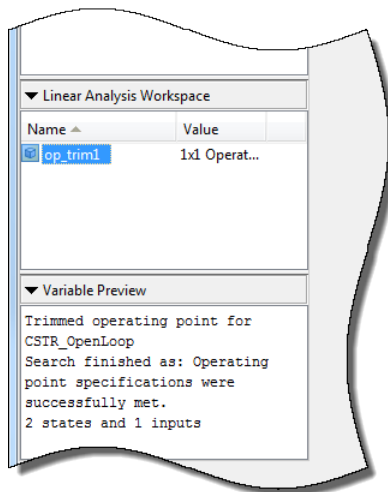 Linear Analysis Workspace
Name Value
op_trim1 1x1 Operat...
Variable Preview
Trimmed operating point for
CSTR_OpenLoop
Search finished as: Operating
point specifications were
successfully met.
2 states and 1 inputs